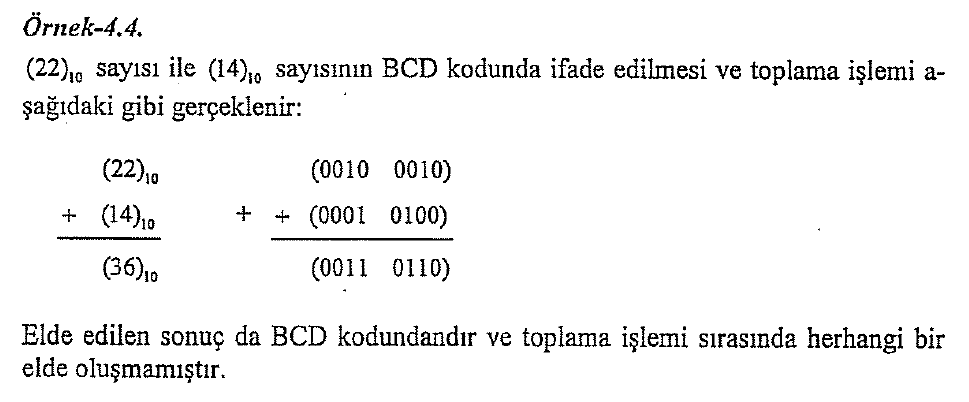 Örnek-4.4.
(22)₁₀ sayısı ile (14)₁₀ sayısının BCD kodunda ifade edilmesi ve toplama işlemi a-
şağıdaki gibi gerçeklenir:
(22)₁₀ (0010 0010)
+ (14)₁₀ + + (0001 0100)
(36)₁₀ (0011 0110)
Elde edilen sonuç da BCD kodundandır ve toplama işlemi sırasında herhangi bir
elde oluşmamıştır.